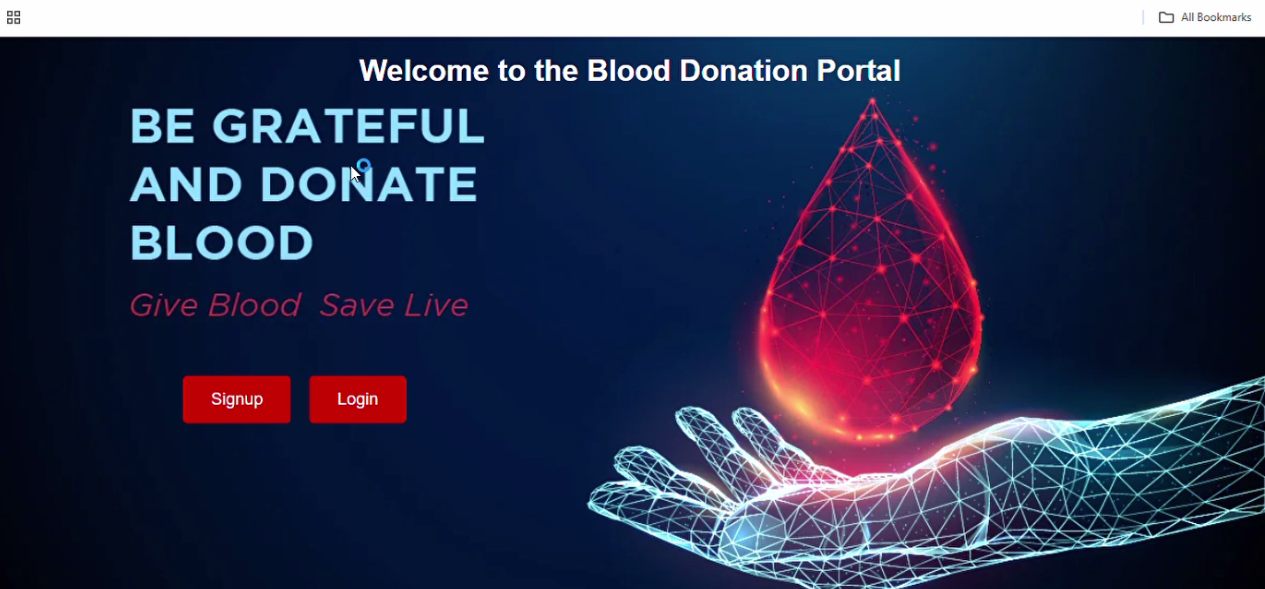 All Bookmarks
Welcome to the Blood Donation Portal
BE GRATEFUL
AND DONATE
BLOOD
Give Blood  Save Live
Signup
Login